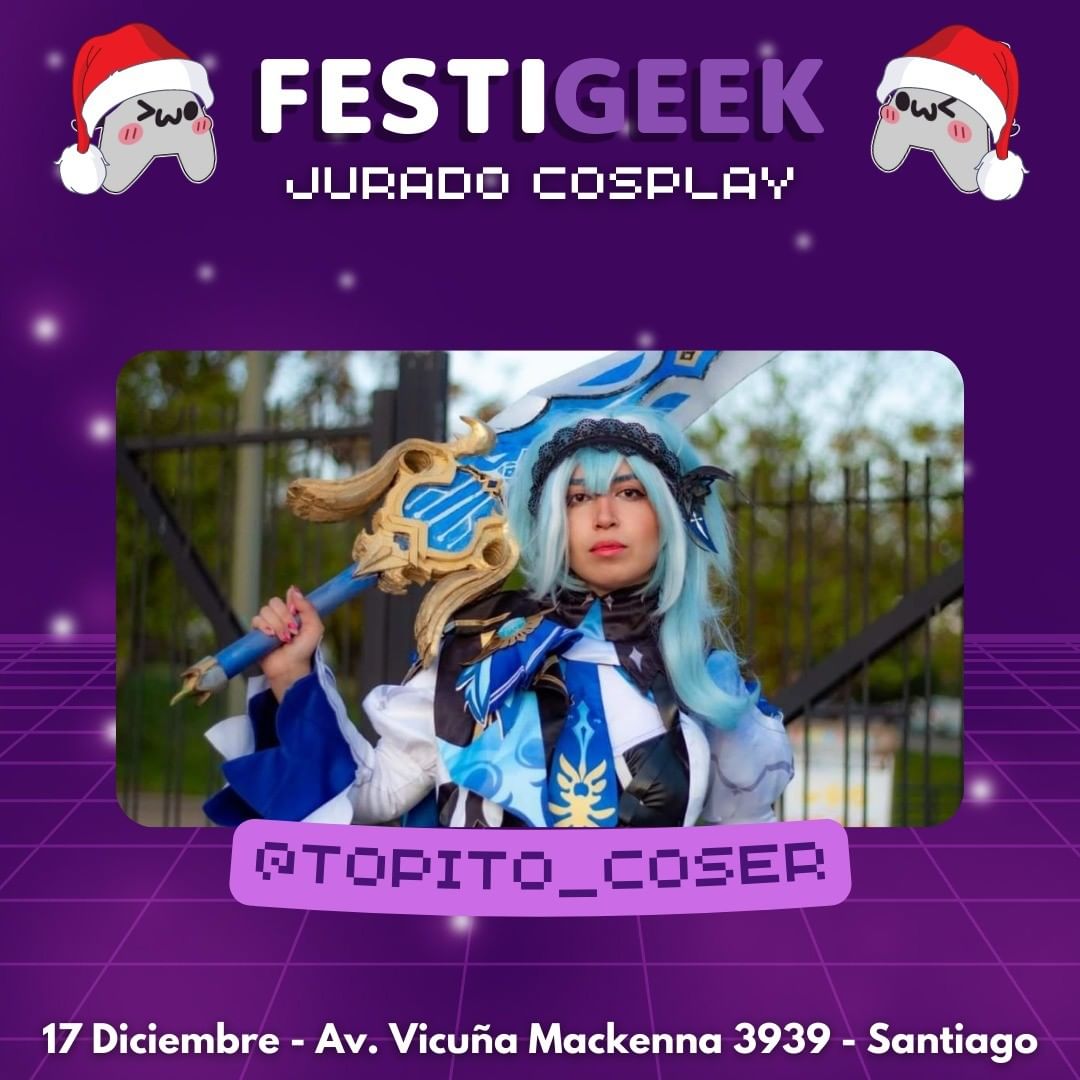 FESTIGEEK
JURADO COSPLAY
@TOPITO_COSER
17 Diciembre - Av. Vicuña Mackenna 3939 - Santiago